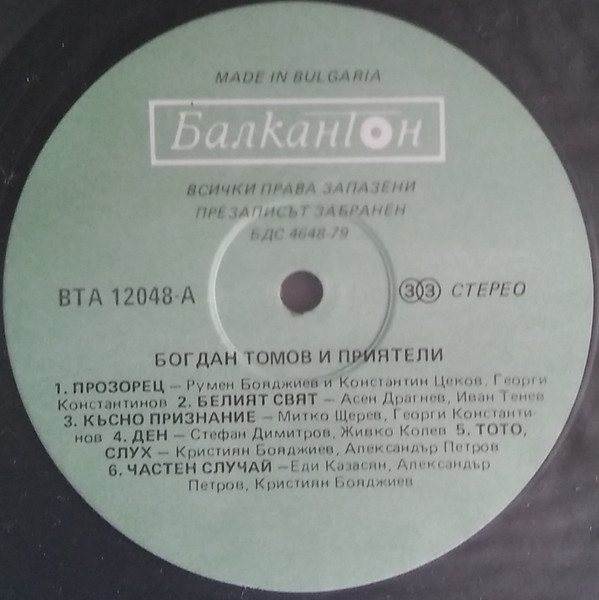 MADE IN BULGARIA
Балкантон
ВСИЧКИ ПРАВА ЗАПАЗЕНИ
ПРЕЗАПИСЪТ ЗАБРАНЕН
БДС 4648-79
ВТА 12048-А
33 СТЕРЕО
БОГДАН ТОМОВ И ПРИЯТЕЛИ
1. ПРОЗОРЕЦ – Румен Бояджиев и Константин Цеков, Георги
Константинов 2. БЕЛИЯТ СВЯТ – Асен Драгнев, Иван Тенев
3. КЪСНО ПРИЗНАНИЕ – Митко Щерев, Георги Константи-
нов 4. ДЕН – Стефан Димитров, Живко Колев 5. ТОТО,
СЛУХ – Кристиян Бояджиев, Александър Петров
6. ЧАСТЕН СЛУЧАЙ – Еди Казасян, Александър
Петров, Кристиян Бояджиев